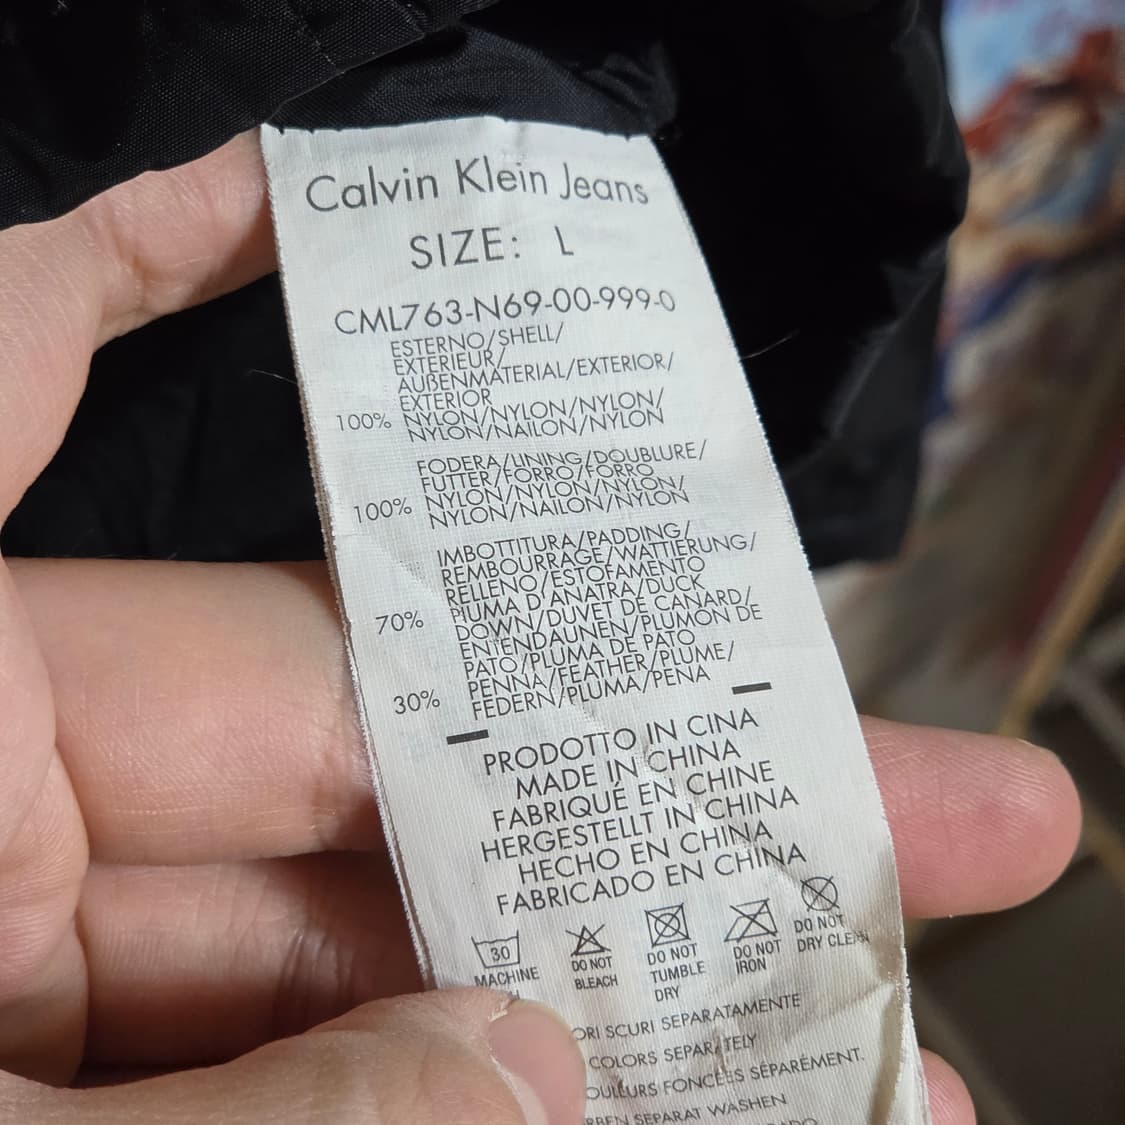 Calvin Klein Jeans
SIZE: L
CML763-N69-00-999-0
ESTERNO/SHELL/
EXTERIEUR/
AUßENMATERIAL/EXTERIOR/
EXTERIOR
100% NYLON/NYLON/NYLON/
NYLON/NAILON/NYLON
FODERA/LINING/DOUBLURE/
FUTTER/FORRO/FORRO
100% NYLON/NYLON/NYLON/
NYLON/NAILON/NYLON
IMBOTTITURA/PADDING/
REMBOURRAGE/WATTIERUNG/
RELLENO/ESTOFAMENTO
70% PIUMA D'ANATRA/DUCK
DOWN/DUVET DE CANARD/
ENTENDAUNEN/PLUMON DE
PATO/PLUMA DE PATO
30% PENNA/FEATHER/PLUME/
FEDERN/PLUMA/PENA
PRODOTTO IN CINA
MADE IN CHINA
FABRIQUÉ EN CHINE
HERGESTELLT IN CHINA
HECHO EN CHINA
FABRICADO EN CHINA
30
MACHINE
DO NOT
BLEACH
DO NOT
TUMBLE
DRY
DO NOT
IRON
DO NOT
DRY CLEAN
SCURI SEPARATAMENTE
COLORS SEPARATELY
FONCÉES SÉPARÉMENT.
SEPARAT WASHEN